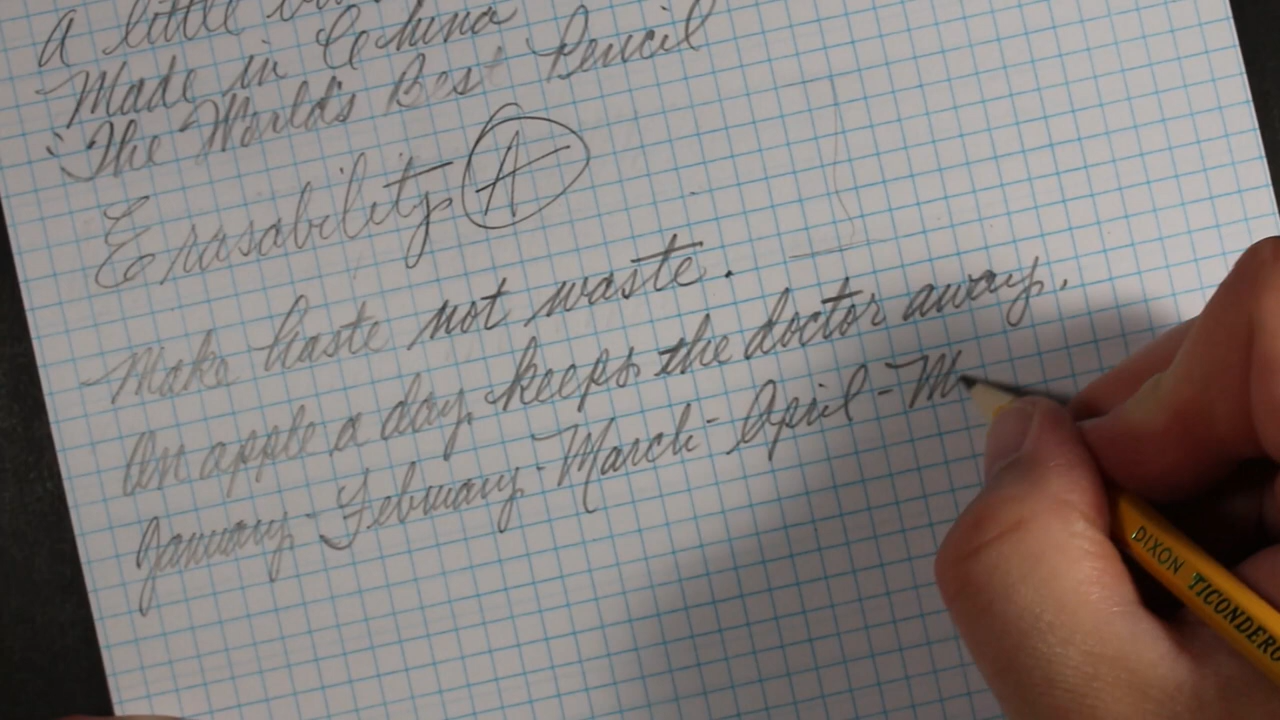 a little
Made in China
"The World's Best Pencil
Erasability A
Make haste not waste.
An apple a day keeps the doctor away.
January - February - March - April - M
DIXON TICONDERO